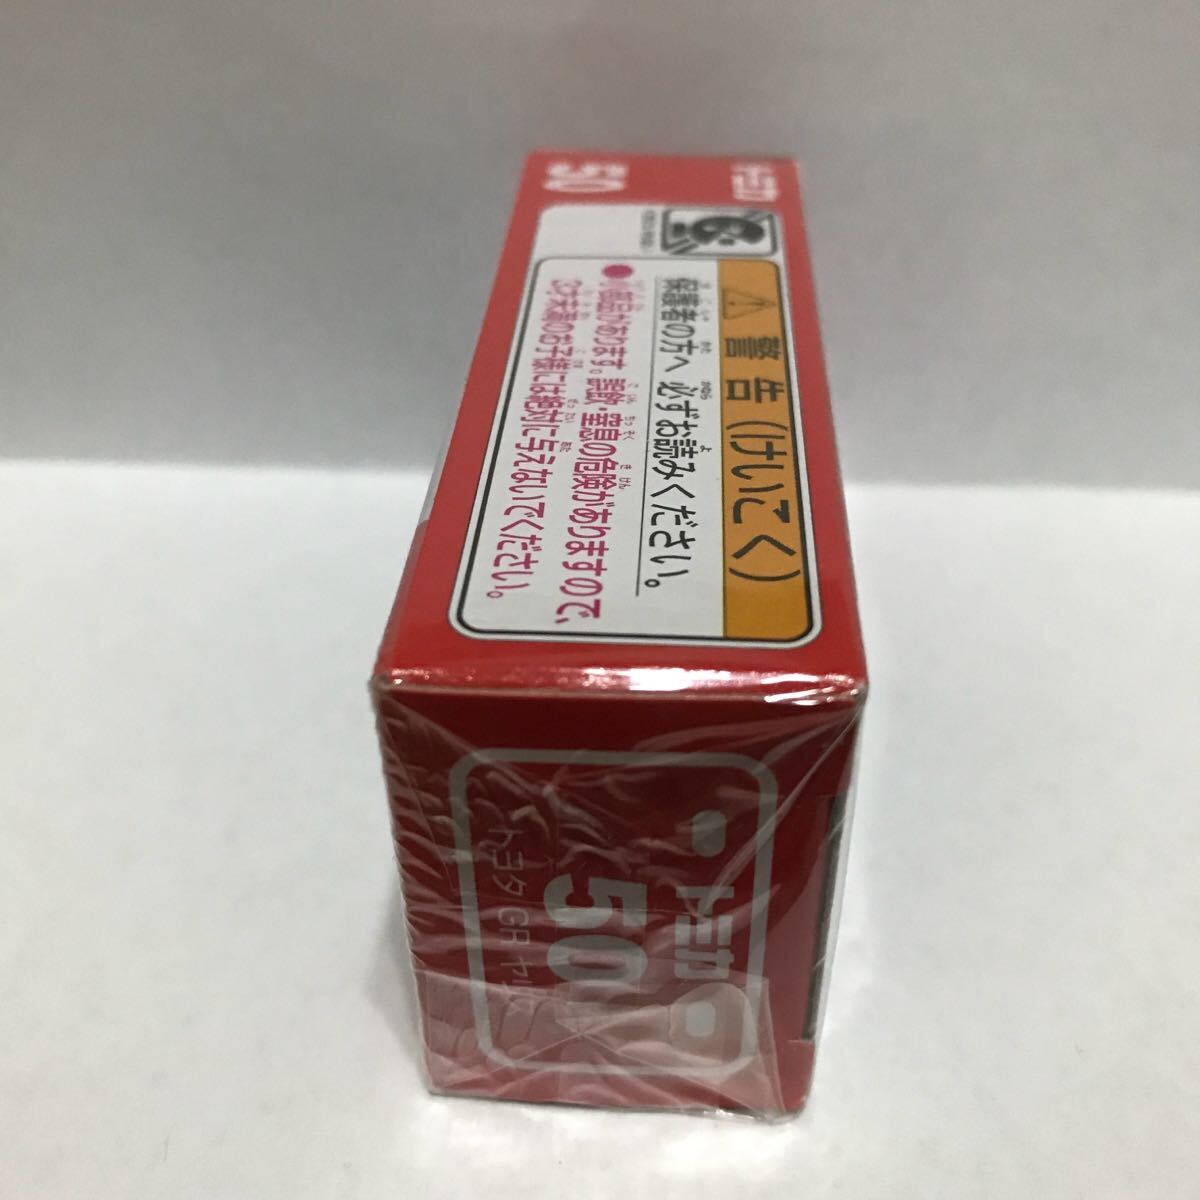 トミカ
50
警告(けいこく)
保護者の方へ 必ずお読みください。
●小部品があります。誤飲・窒息の危険がありますので、
3才未満のお子様には絶対に与えないでください。
トミカ
50
トヨタ GR ヤリス